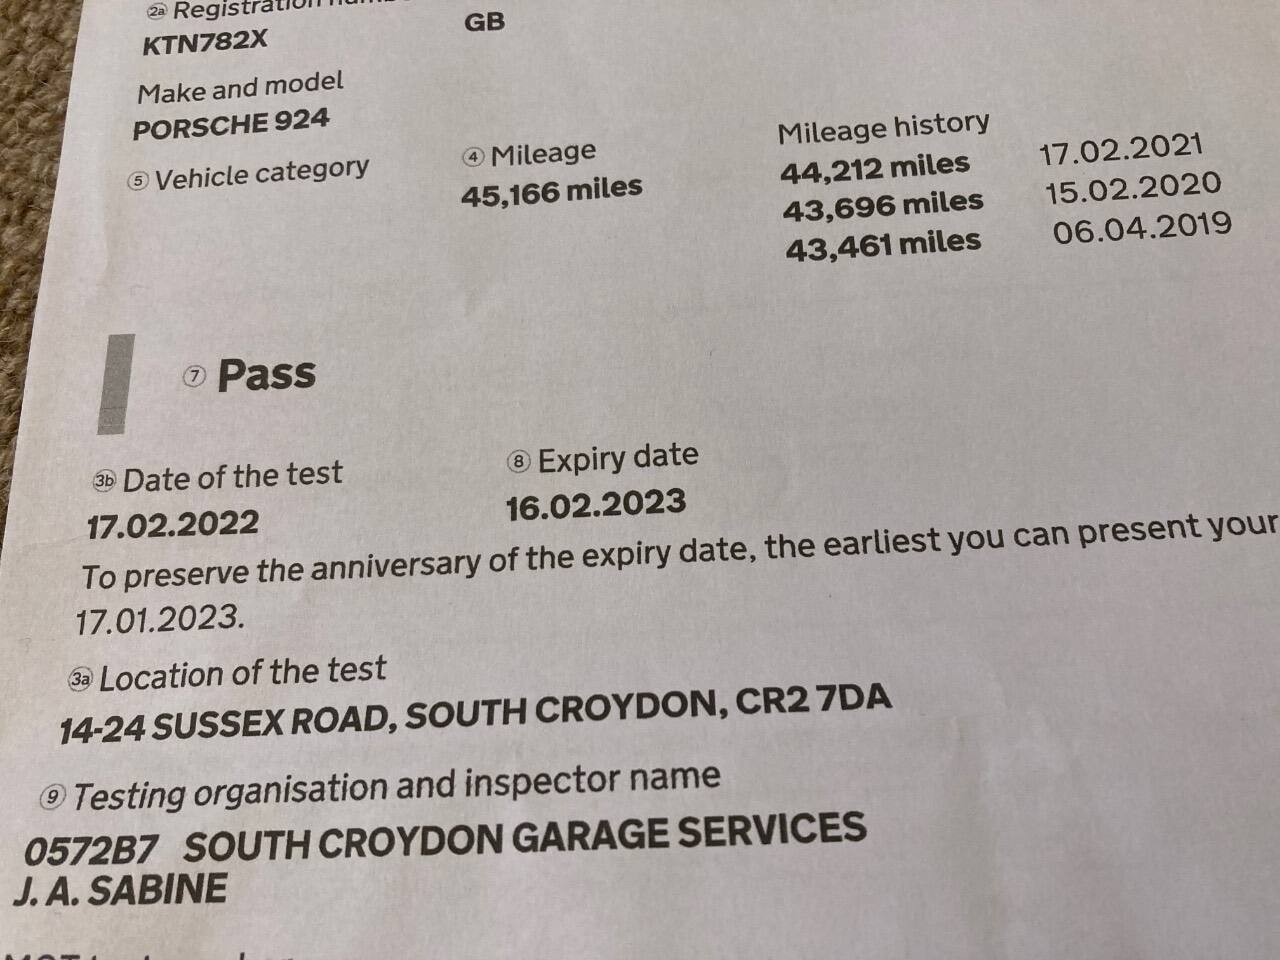 2a Registration
KTN782X
GB
Make and model
PORSCHE 924
5 Vehicle category
4 Mileage
45,166 miles
Mileage history
44,212 miles 17.02.2021
43,696 miles 15.02.2020
43,461 miles 06.04.2019
7 Pass
3b Date of the test
17.02.2022
8 Expiry date
16.02.2023
To preserve the anniversary of the expiry date, the earliest you can present your
17.01.2023.
3a Location of the test
14-24 SUSSEX ROAD, SOUTH CROYDON, CR2 7DA
9 Testing organisation and inspector name
0572B7 SOUTH CROYDON GARAGE SERVICES
J. A. SABINE